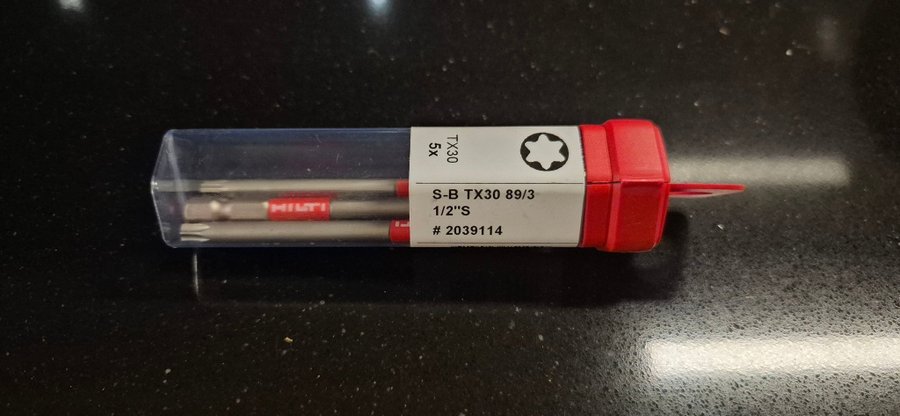 TX30
5x
S-B TX30 89/3
1/2"S
# 2039114
HILTI